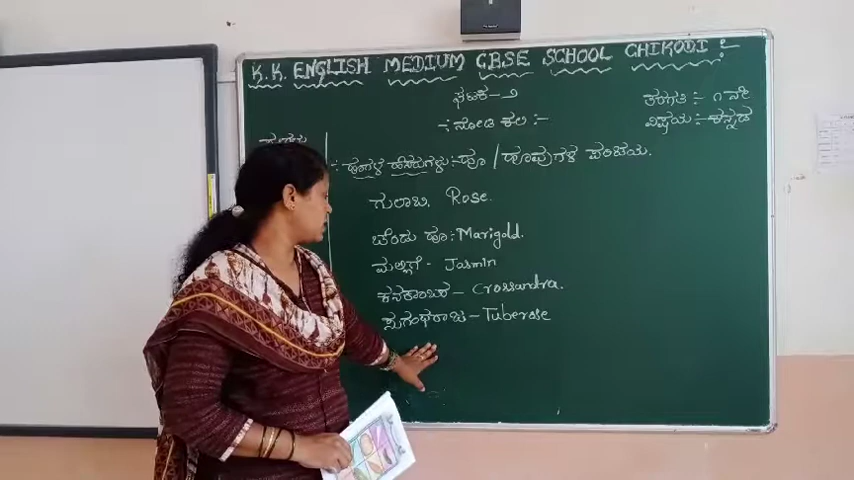 K.K ENGLISH MEDIUM CBSE SCHOOL CHIKODI :-
ಘಟಕ - ೨
ತರಗತಿ :- ೧ ನೇ
-: ನೋಡಿ ಕಲಿ :-
ವಿಷಯ :- ಕನ್ನಡ
ಹೂಗಳ ಹೆಸರುಗಳು :- ಹೂ / ಹೂವುಗಳ ಪರಿಚಯ.
ಗುಲಾಬಿ. Rose.
ಚೆಂಡು ಹೂ :- Marigold.
ಮಲ್ಲಿಗೆ - Jasmin
ಕನಕಾಂಬರ - Crossandra.
ಸುಗಂಧರಾಜ - Tuberose.